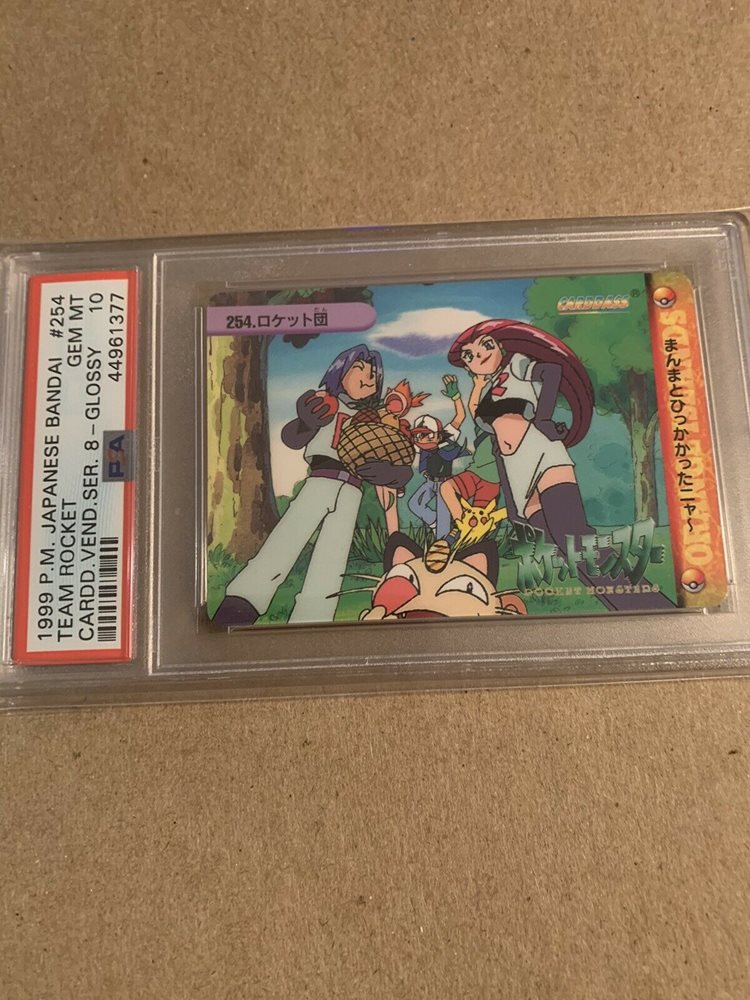 1999 P.M. JAPANESE BANDAI #254
TEAM ROCKET GEM MT
CARDD.VEND.SER. 8-GLOSSY 10
44961377
PSA
254.ロケット団
だん
CARDDASS®
まんまとひっかかったニャ～
ポケットモンスター
POCKET MONSTERS